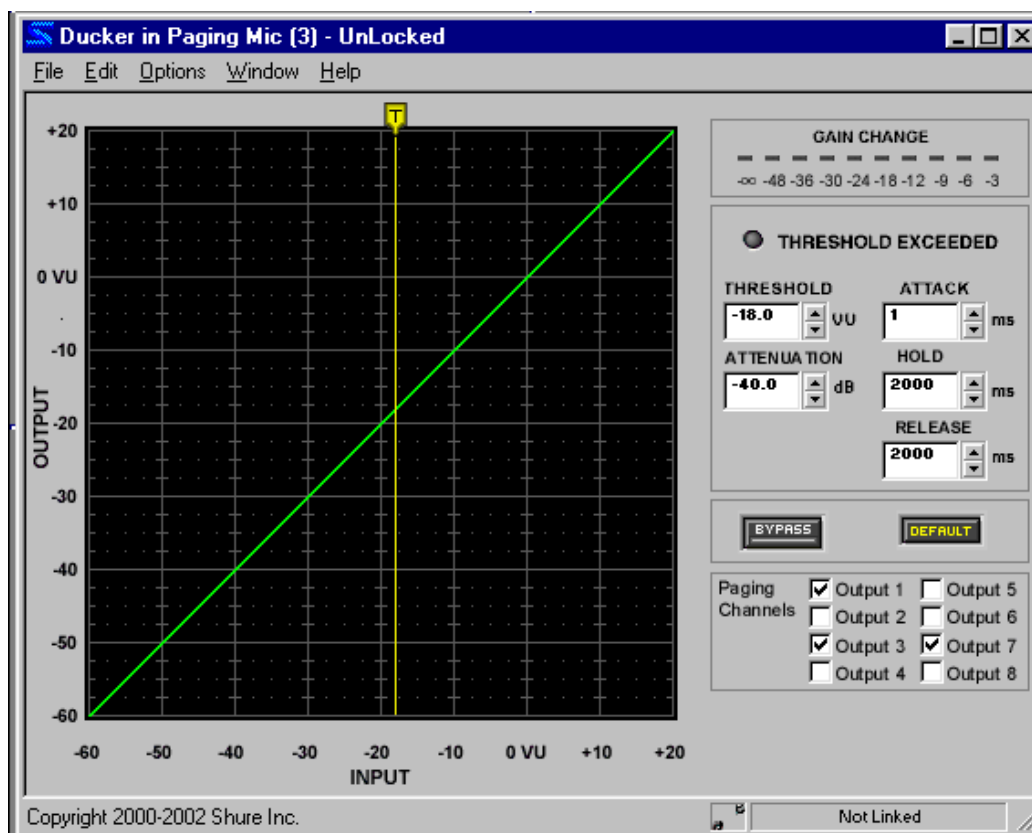 Ducker in Paging Mic (3) - UnLocked
File Edit Options Window Help
T
+20
+10
0 VU
-10
-20
-30
-40
-50
-60
OUTPUT
-60 -50 -40 -30 -20 -10 0 VU +10 +20
INPUT
GAIN CHANGE
-∞ -48 -36 -30 -24 -18 -12 -9 -6 -3
THRESHOLD EXCEEDED
THRESHOLD ATTACK
-18.0 VU 1 ms
ATTENUATION HOLD
-40.0 dB 2000 ms
RELEASE
2000 ms
BYPASS DEFAULT
Paging Channels
Output 1 Output 5
Output 2 Output 6
Output 3 Output 7
Output 4 Output 8
Copyright 2000-2002 Shure Inc.
a B Not Linked